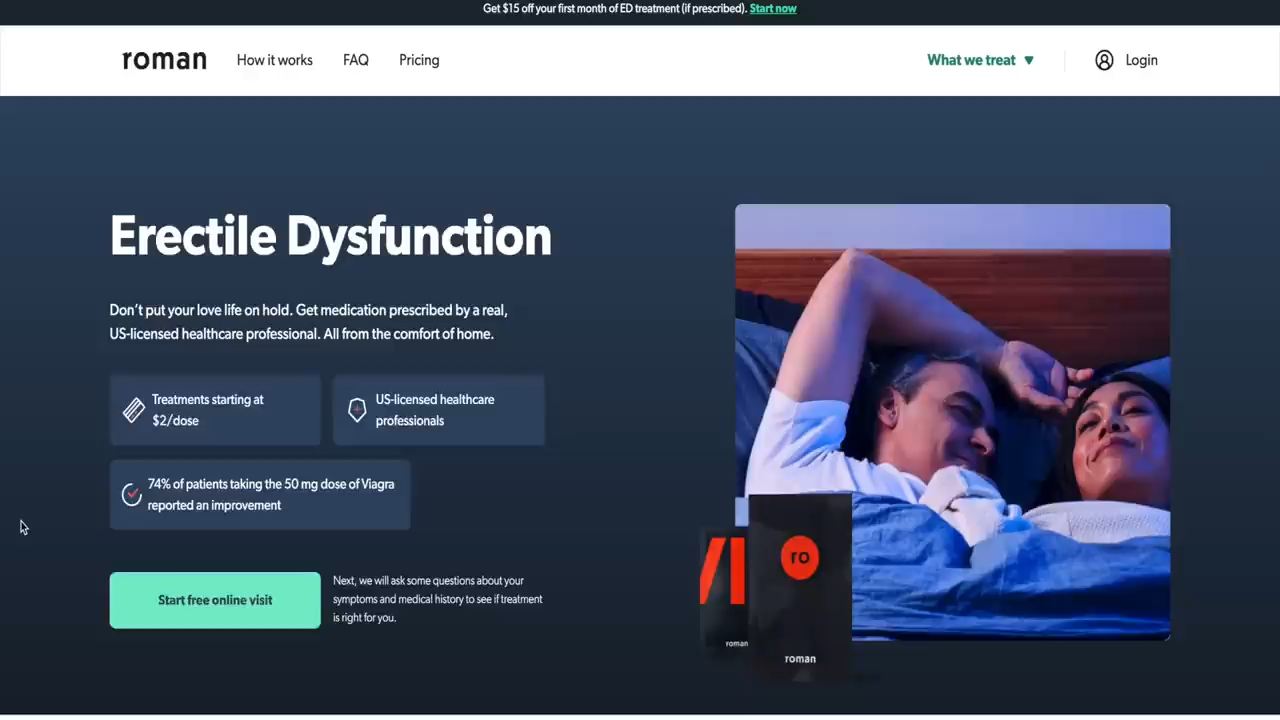 Get $15 off your first month of ED treatment (if prescribed). Start now
roman
How it works
FAQ
Pricing
What we treat
Login
Erectile Dysfunction
Don't put your love life on hold. Get medication prescribed by a real,
US-licensed healthcare professional. All from the comfort of home.
Treatments starting at
$2/dose
US-licensed healthcare
professionals
74% of patients taking the 50 mg dose of Viagra
reported an improvement
Start free online visit
Next, we will ask some questions about your
symptoms and medical history to see if treatment
is right for you.
ro
roman
roman